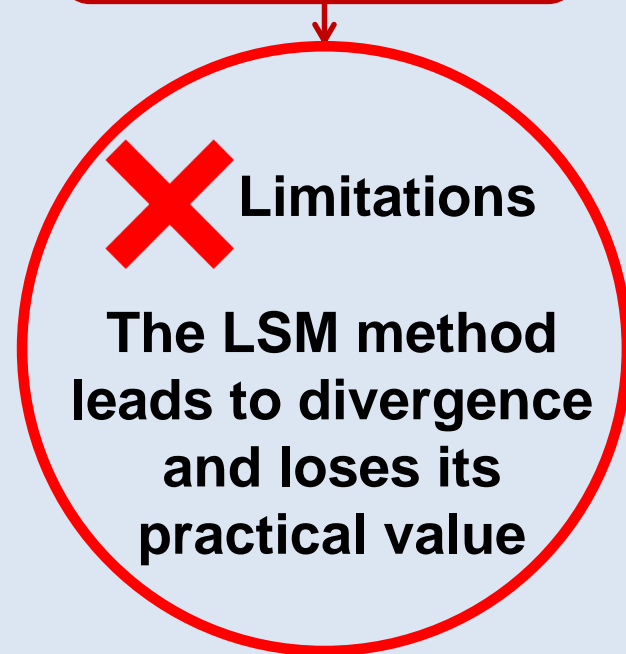 Limitations
The LSM method
leads to divergence
and loses its
practical value